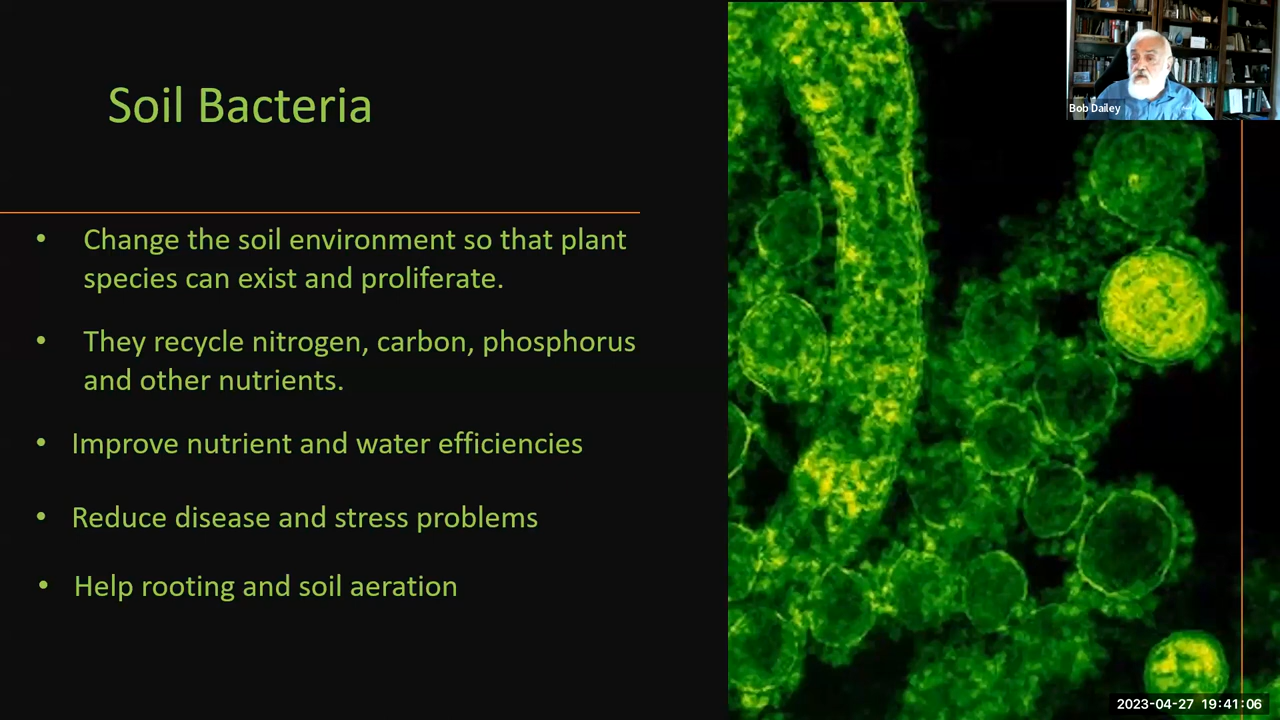 Soil Bacteria
• Change the soil environment so that plant
species can exist and proliferate.
• They recycle nitrogen, carbon, phosphorus
and other nutrients.
• Improve nutrient and water efficiencies
• Reduce disease and stress problems
• Help rooting and soil aeration
Bob Dailey
2023-04-27 19:41:06